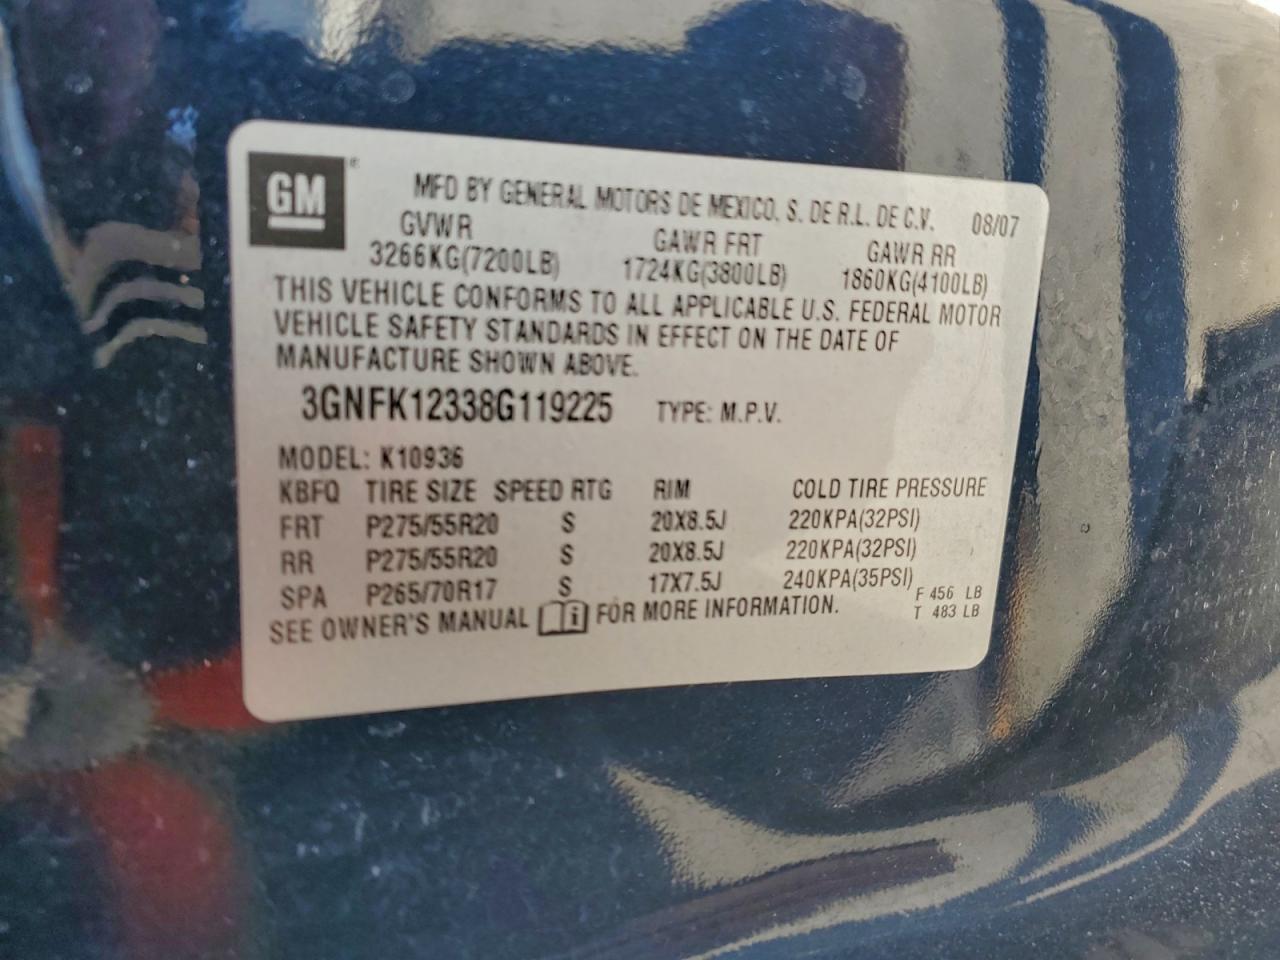 GM ®
MFD BY GENERAL MOTORS DE MEXICO, S. DE R.L. DE C.V. 08/07
GVWR GAWR FRT GAWR RR
3266KG(7200LB) 1724KG(3800LB) 1860KG(4100LB)
THIS VEHICLE CONFORMS TO ALL APPLICABLE U.S. FEDERAL MOTOR
VEHICLE SAFETY STANDARDS IN EFFECT ON THE DATE OF
MANUFACTURE SHOWN ABOVE.
3GNFK12338G119225 TYPE: M.P.V.
MODEL: K10936
KBFQ TIRE SIZE SPEED RTG RIM COLD TIRE PRESSURE
FRT P275/55R20 S 20X8.5J 220KPA(32PSI)
RR P275/55R20 S 20X8.5J 220KPA(32PSI)
SPA P265/70R17 S 17X7.5J 240KPA(35PSI)
F 456 LB
T 483 LB
SEE OWNER'S MANUAL i FOR MORE INFORMATION.